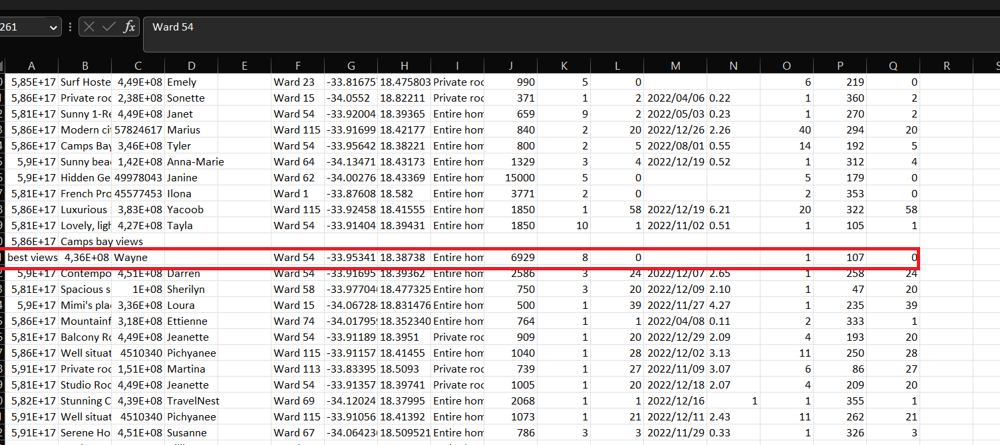 261 fx Ward 54
A B C D E F G H I J K L M N O P Q R S
5,85E+17 Surf Hoste 4,49E+08 Emely Ward 23 -33.81675 18.475803 Private roo 990 5 0 6 219 0
5,86E+17 Private roo 2,38E+08 Sonette Ward 15 -34.0552 18.82211 Private roo 371 1 2 2022/04/06 0.22 1 360 2
5,81E+17 Sunny 1-Re 4,49E+08 Janet Ward 54 -33.92004 18.39365 Entire hom 659 9 2 2022/05/03 0.23 1 270 2
5,86E+17 Modern cit 57824617 Marius Ward 115 -33.91699 18.42177 Entire hom 840 2 20 2022/12/26 2.26 40 294 20
5,86E+17 Camps Bay 3,46E+08 Tyler Ward 54 -33.95642 18.38221 Entire hom 800 2 5 2022/08/01 0.55 14 192 5
5,9E+17 Sunny bea 1,42E+08 Anna-Marie Ward 64 -34.13471 18.43173 Entire hom 1329 3 4 2022/12/19 0.52 1 312 4
5,9E+17 Hidden Ge 49978043 Janine Ward 62 -34.00276 18.43369 Entire hom 15000 5 0 5 179 0
5,81E+17 French Pro 45577453 Ilona Ward 1 -33.87608 18.582 Entire hom 3771 2 0 2 353 0
5,86E+17 Luxurious 3,83E+08 Yacoob Ward 115 -33.92458 18.41555 Entire hom 1850 1 58 2022/12/19 6.21 20 322 58
5,81E+17 Lovely, ligh 4,27E+08 Tayla Ward 54 -33.91404 18.39431 Entire hom 1850 10 1 2022/11/02 0.51 1 105 1
5,86E+17 Camps bay views
best views 4,36E+08 Wayne Ward 54 -33.95341 18.38738 Entire hom 6929 8 0 1 107 0
5,9E+17 Contempo 4,51E+08 Darren Ward 54 -33.91695 18.39362 Entire hom 2586 3 24 2022/12/07 2.65 1 258 24
5,81E+17 Spacious s 1E+08 Sherilyn Ward 58 -33.97704 18.477325 Entire hom 750 3 20 2022/12/09 2.10 1 47 20
5,9E+17 Mimi's pla 3,36E+08 Loura Ward 15 -34.06728 18.831476 Entire hom 500 1 39 2022/11/27 4.27 1 235 39
5,86E+17 Mountainf 3,18E+08 Ettienne Ward 74 -34.01795 18.352340 Entire hom 764 1 1 2022/04/08 0.11 2 333 1
5,81E+17 Balcony Ro 4,49E+08 Jeanette Ward 54 -33.91189 18.3951 Private roo 909 1 20 2022/12/29 2.09 4 193 20
5,86E+17 Well situat 4510340 Pichyanee Ward 115 -33.91157 18.41455 Entire hom 1040 1 28 2022/12/02 3.13 11 250 28
5,91E+17 Private roo 1,51E+08 Martina Ward 113 -33.83395 18.5093 Private roo 739 1 27 2022/11/09 3.07 6 86 27
5,81E+17 Studio Roo 4,49E+08 Jeanette Ward 54 -33.91357 18.39741 Private roo 1005 1 20 2022/12/18 2.07 4 209 20
5,82E+17 Stunning C 4,39E+08 TravelNest Ward 69 -34.12024 18.37995 Entire hom 2068 1 1 2022/12/16 1 1 355 1
5,91E+17 Well situat 4510340 Pichyanee Ward 115 -33.91056 18.41392 Entire hom 1073 1 21 2022/12/11 2.43 11 262 21
5,91E+17 Serene Ho 4,51E+08 Susanne Ward 67 -34.06423 18.509521 Entire hom 786 3 3 2022/11/29 0.33 1 326 3